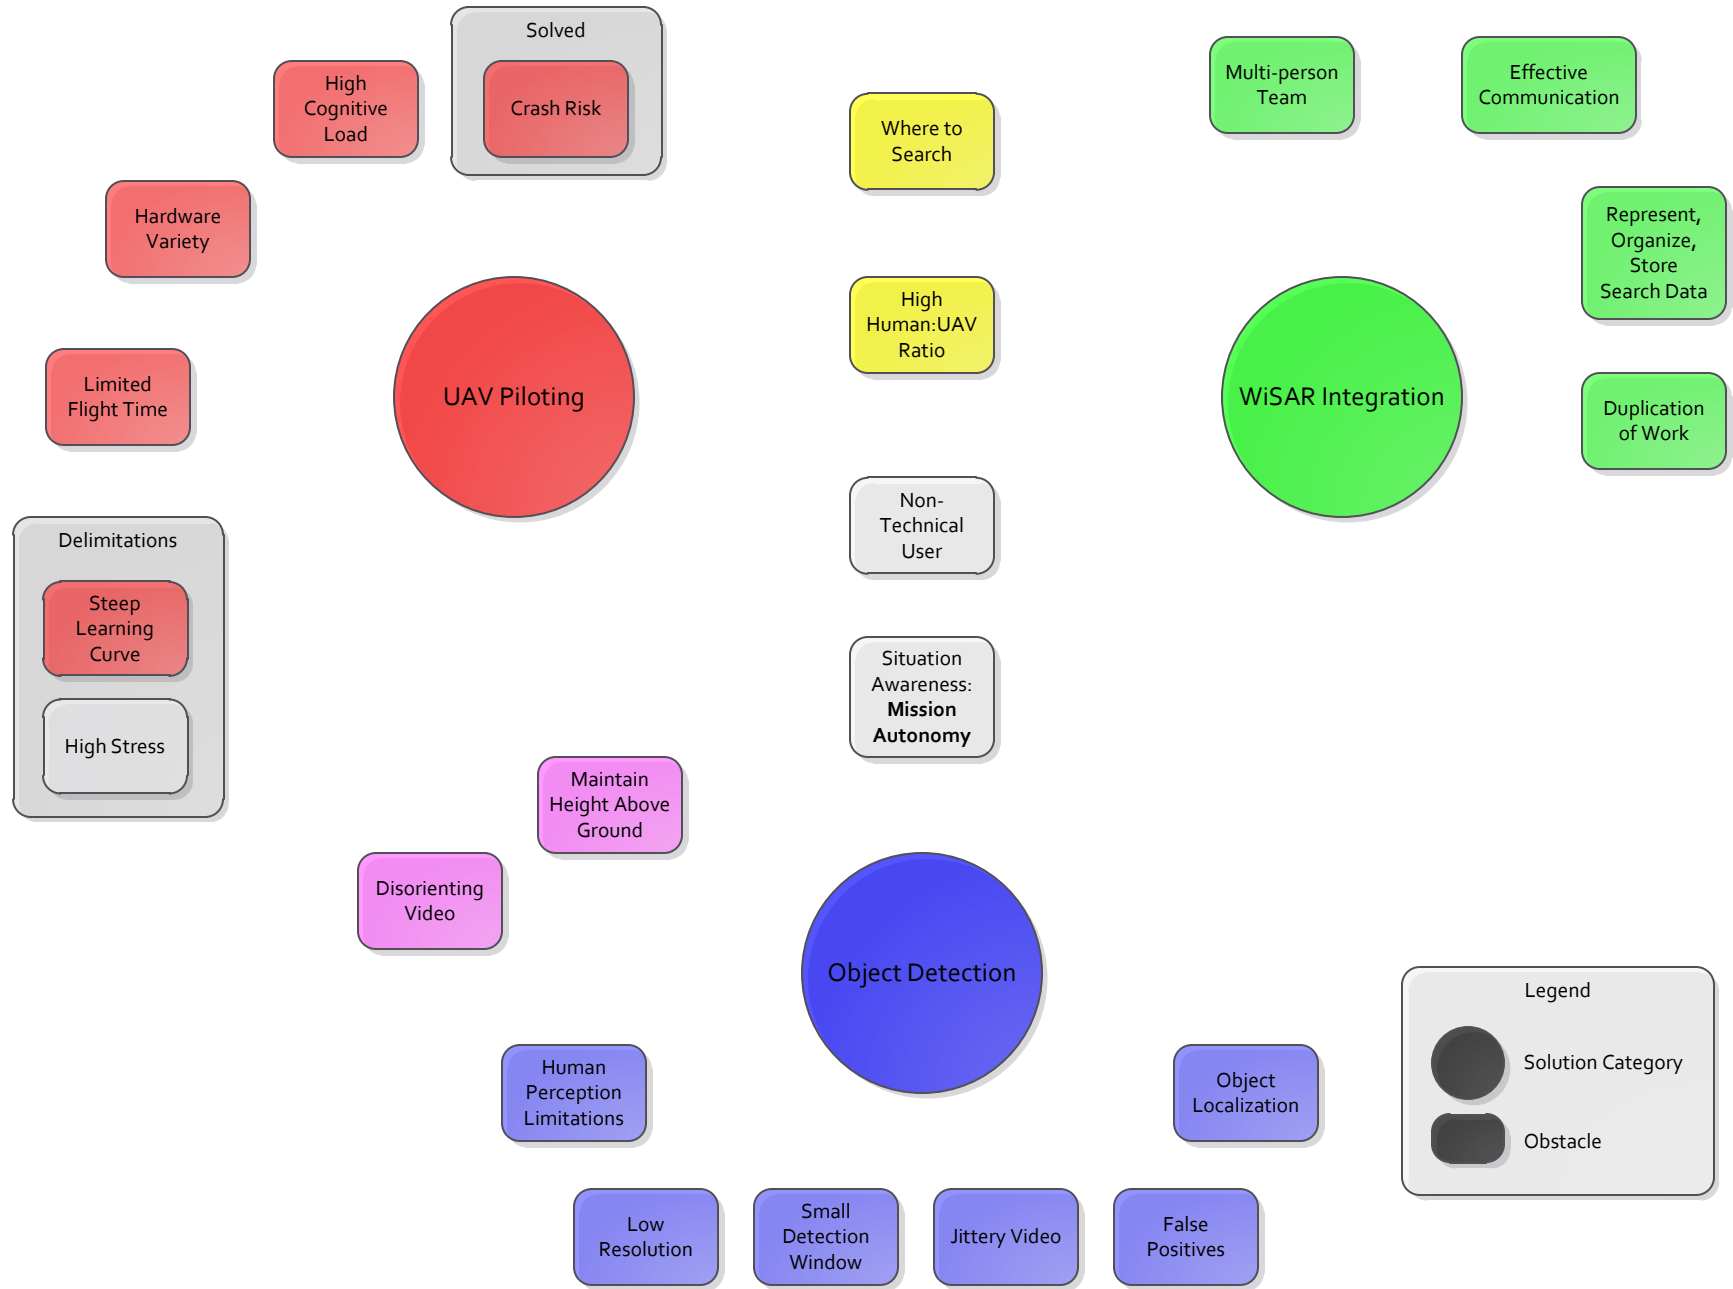 Solved
Crash Risk
High
Cognitive
Load
Hardware
Variety
Limited
Flight Time
UAV Piloting
Delimitations
Steep
Learning
Curve
High Stress
Where to
Search
High
Human:UAV
Ratio
Non-
Technical
User
Situation
Awareness:
Mission
Autonomy
Multi-person
Team
Effective
Communication
Represent,
Organize,
Store
Search Data
Duplication
of Work
WiSAR Integration
Maintain
Height Above
Ground
Disorienting
Video
Object Detection
Human
Perception
Limitations
Low
Resolution
Small
Detection
Window
Jittery Video
False
Positives
Object
Localization
Legend
Solution Category
Obstacle